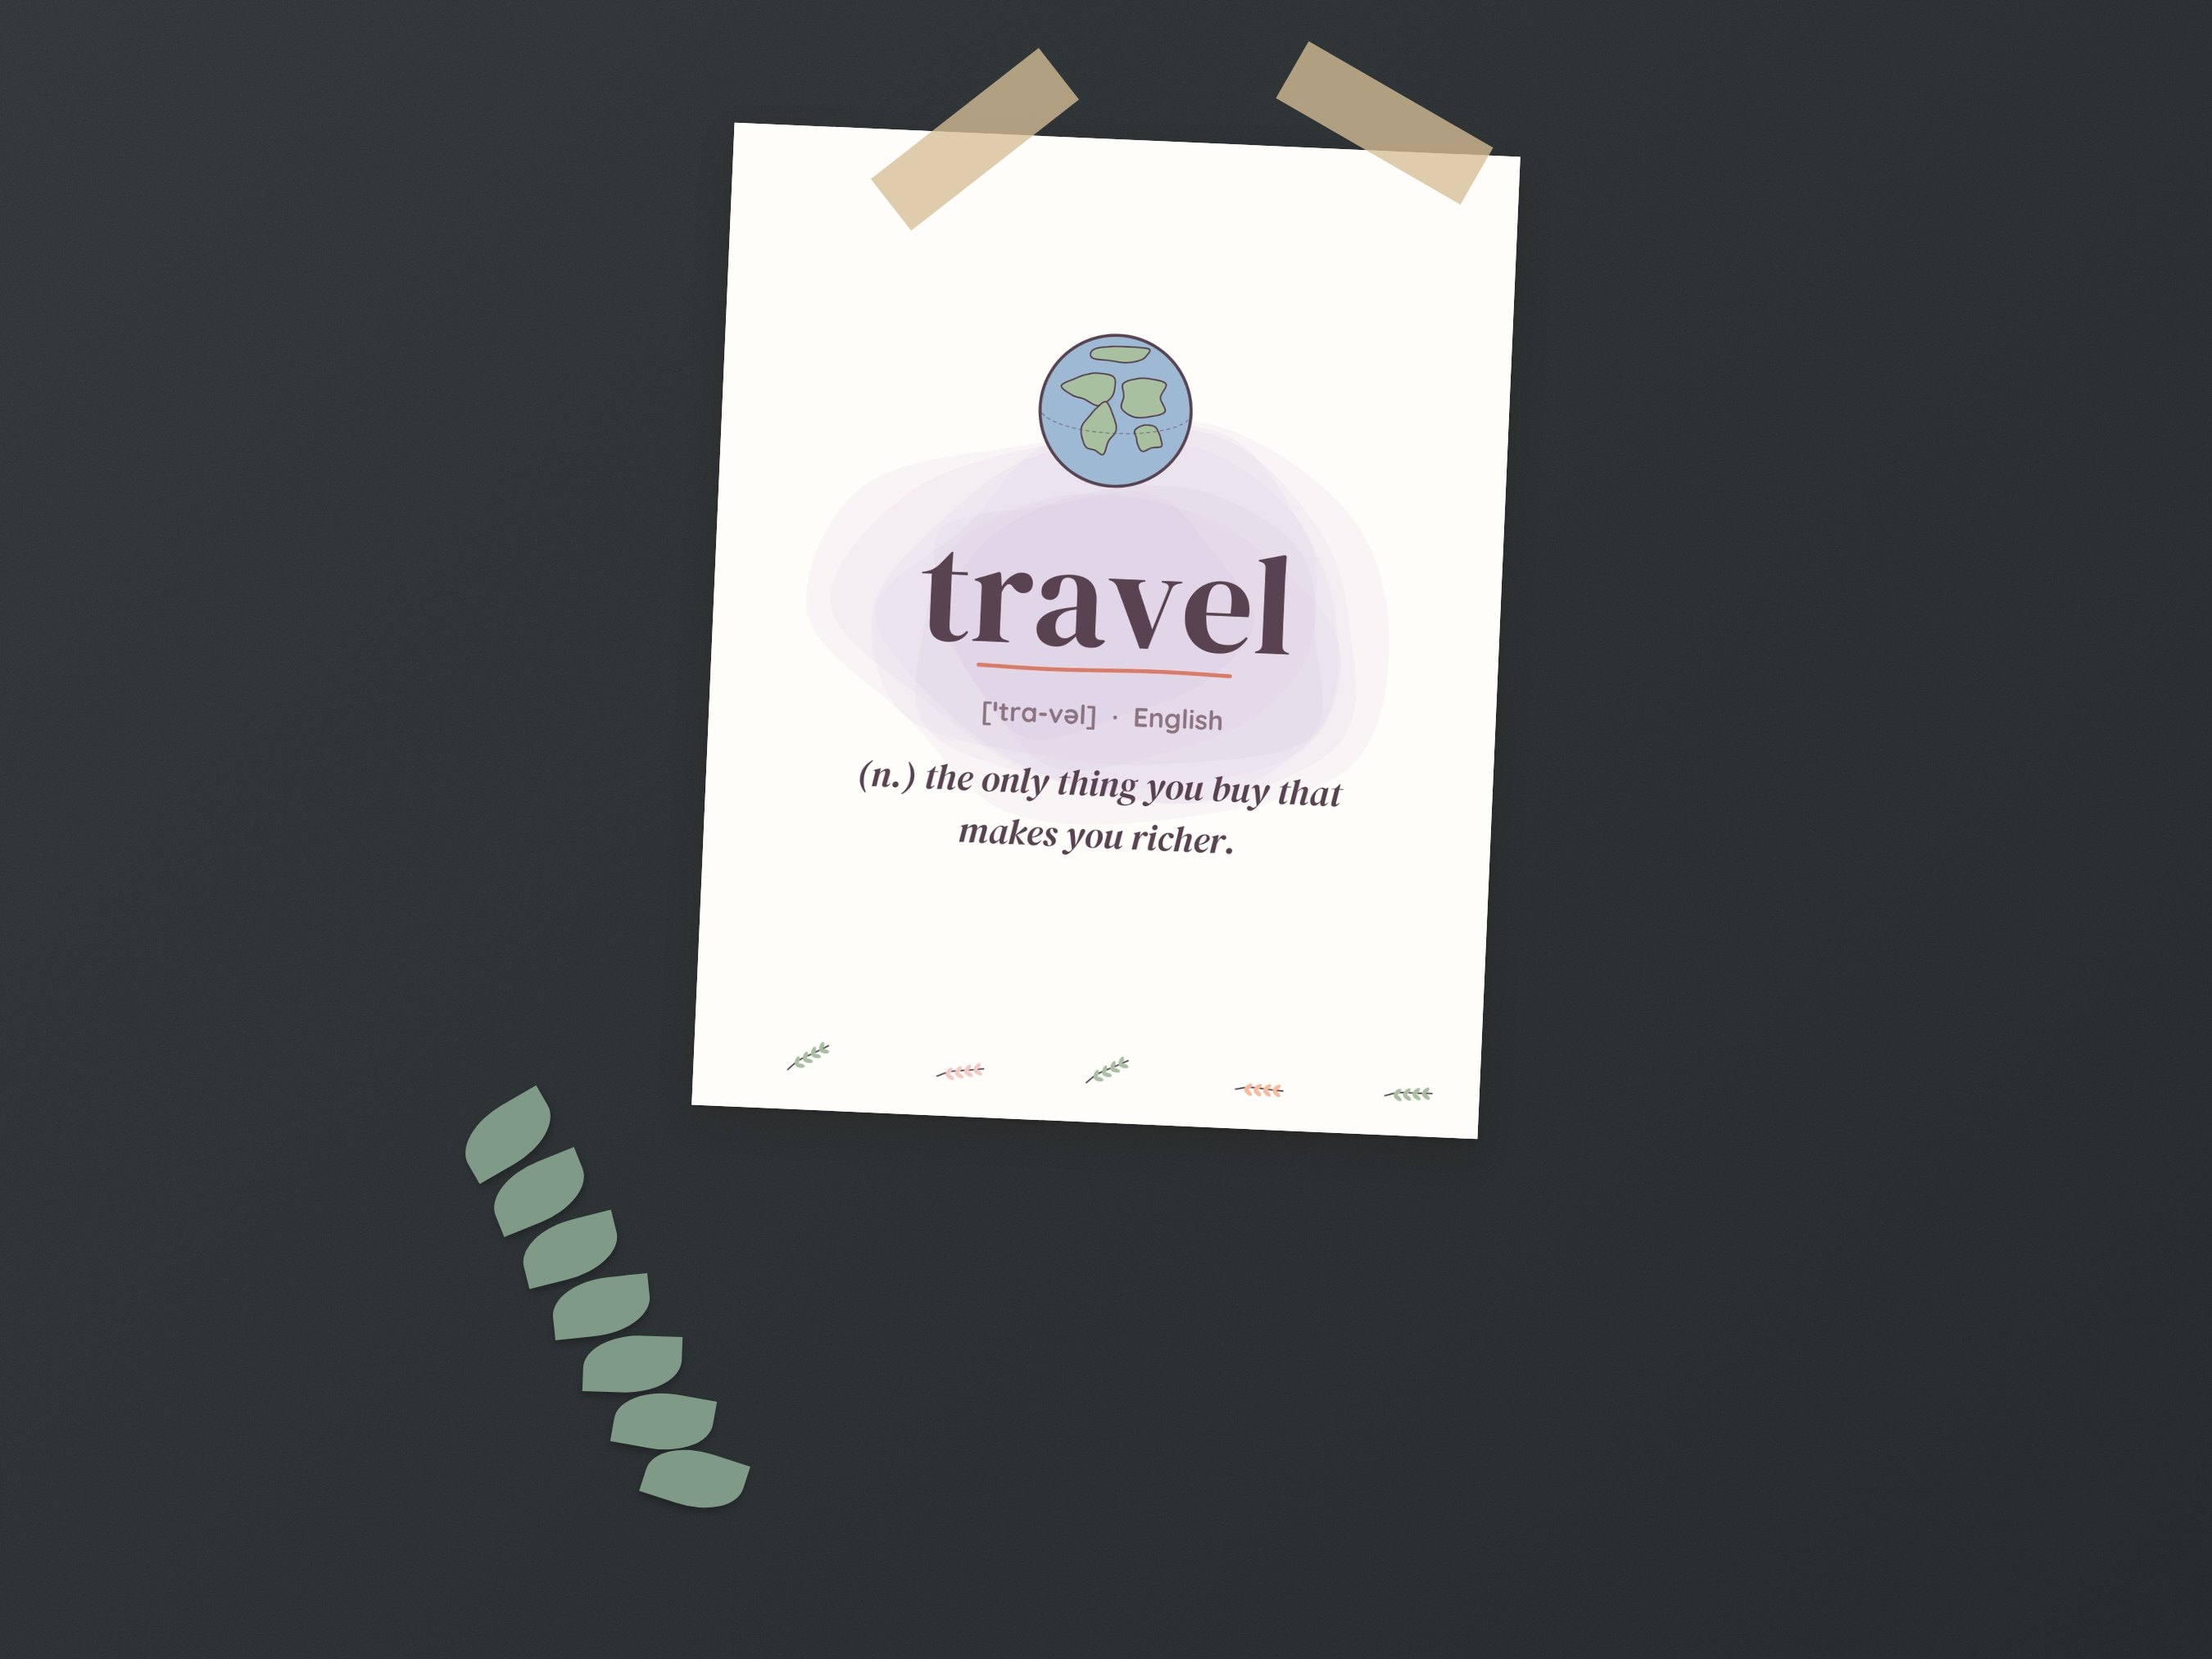 travel
['tra-vəl] · English
(n.) the only thing you buy that
makes you richer.